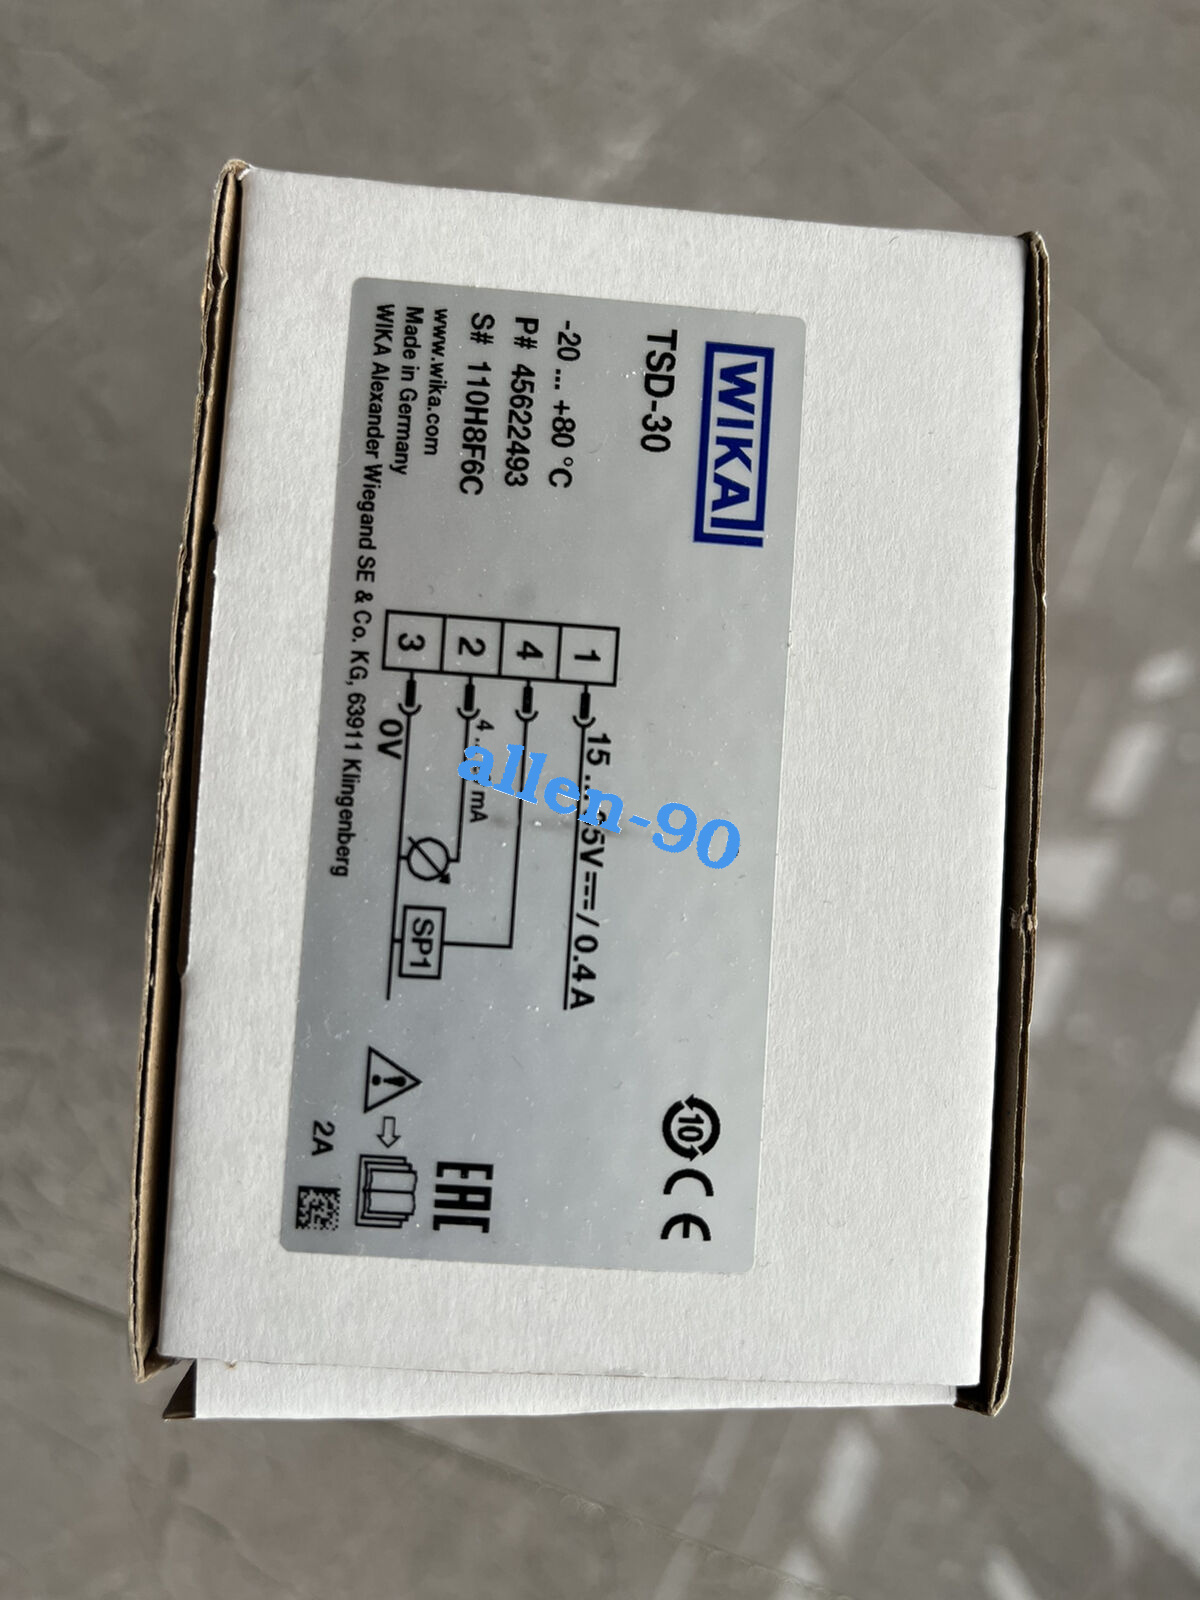 WIKA
TSD-30
-20 ... +80 °C
P# 45622493
S# 110H8F6C
www.wika.com
Made in Germany
WIKA Alexander Wiegand SE & Co. KG, 63911 Klingenberg
1
4
2
3
15 ... 5V⎓/ 0.4 A
4 .. mA
0V
SP1
10
CE
EAC
2A
allen-90